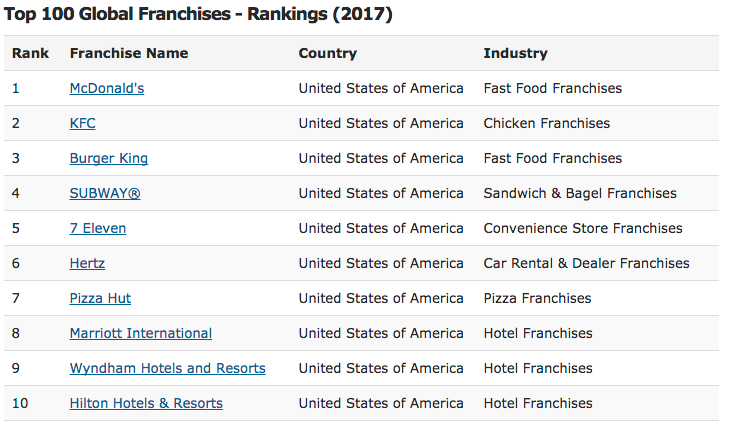 Top 100 Global Franchises - Rankings (2017)
Rank Franchise Name Country Industry
1 McDonald's United States of America Fast Food Franchises
2 KFC United States of America Chicken Franchises
3 Burger King United States of America Fast Food Franchises
4 SUBWAY® United States of America Sandwich & Bagel Franchises
5 7 Eleven United States of America Convenience Store Franchises
6 Hertz United States of America Car Rental & Dealer Franchises
7 Pizza Hut United States of America Pizza Franchises
8 Marriott International United States of America Hotel Franchises
9 Wyndham Hotels and Resorts United States of America Hotel Franchises
10 Hilton Hotels & Resorts United States of America Hotel Franchises